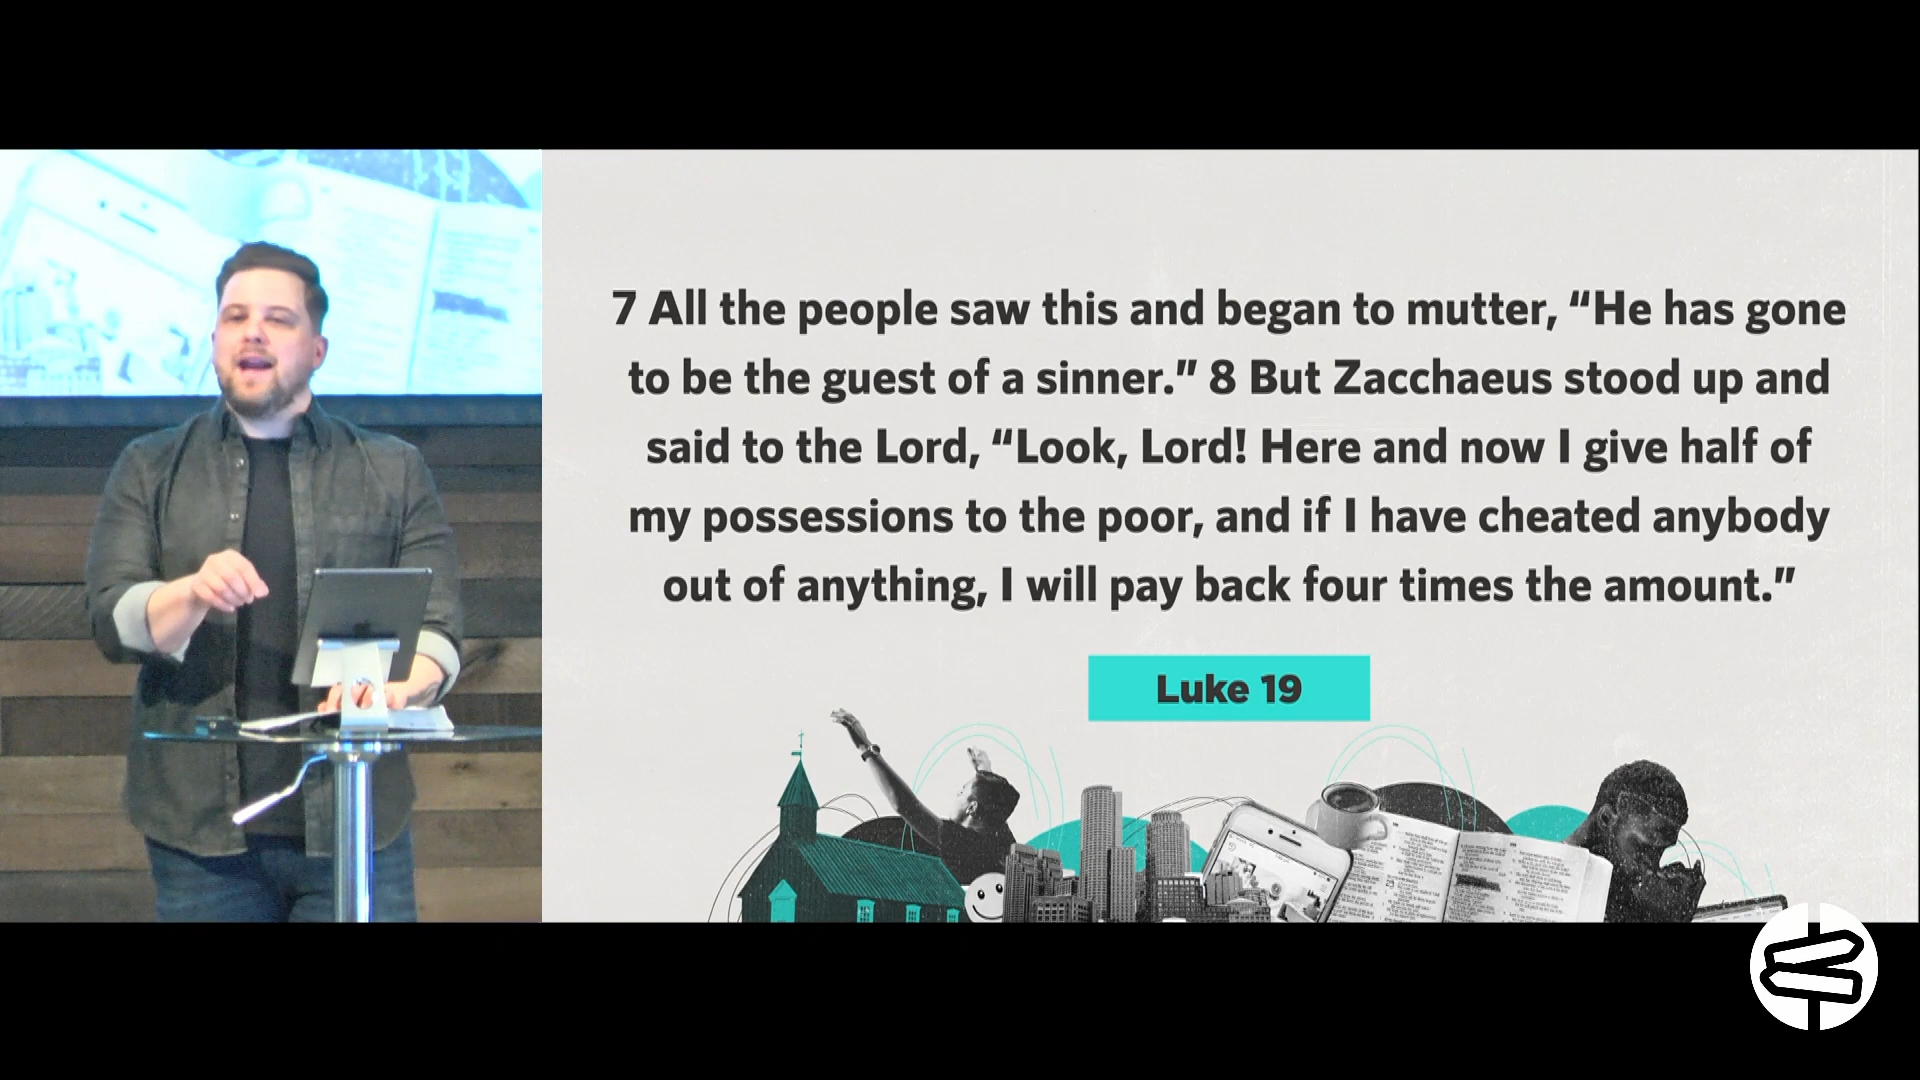 7 All the people saw this and began to mutter, “He has gone
to be the guest of a sinner.” 8 But Zacchaeus stood up and
said to the Lord, “Look, Lord! Here and now I give half of
my possessions to the poor, and if I have cheated anybody
out of anything, I will pay back four times the amount.”
Luke 19